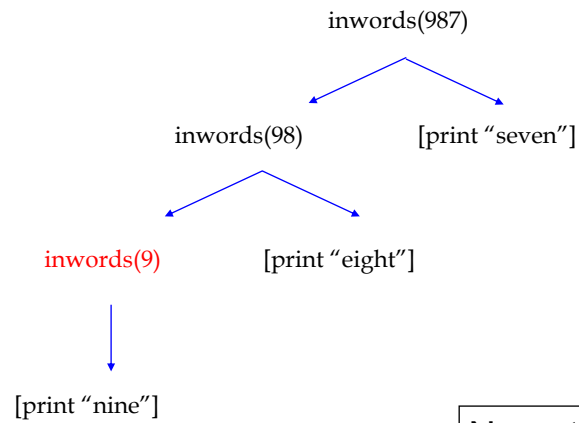 inwords(987)
inwords(98) [print “seven”]
inwords(9) [print “eight”]
[print “nine”]